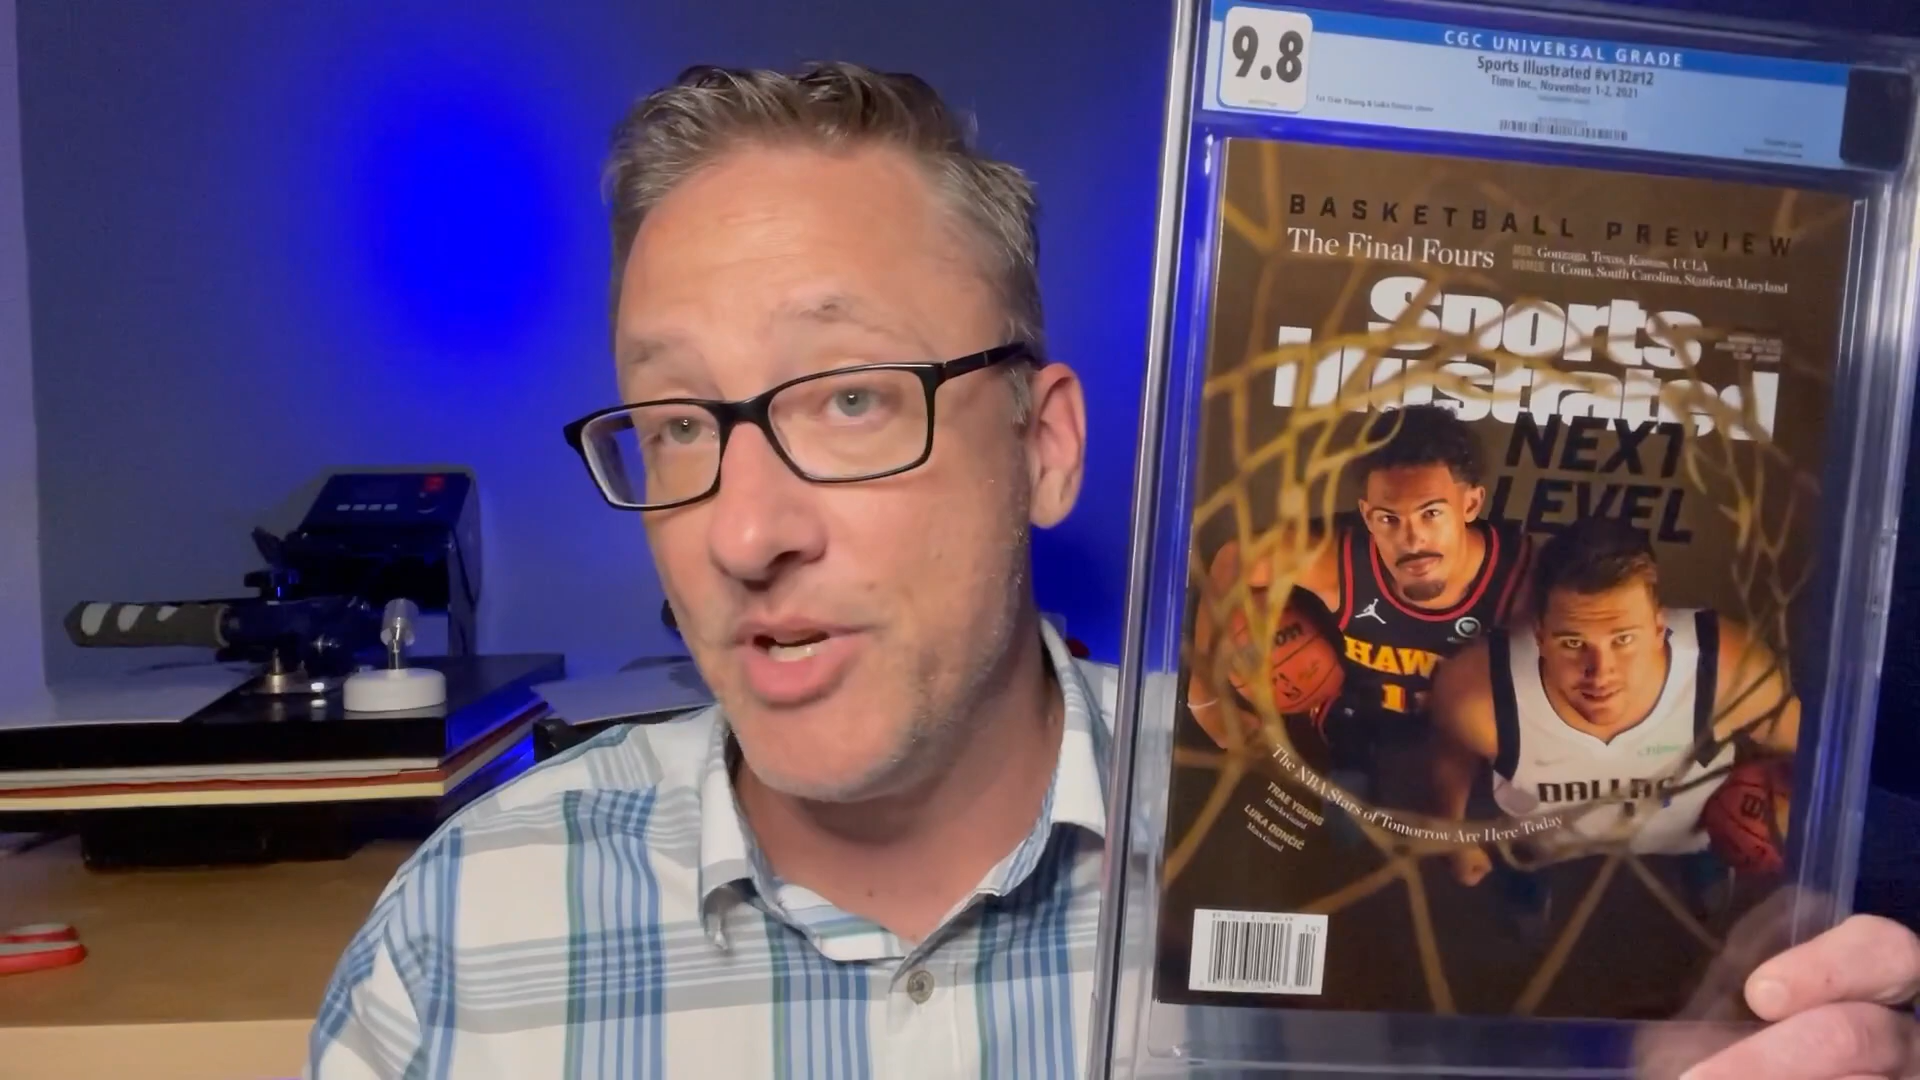 9.8
CGC UNIVERSAL GRADE
Sports Illustrated #v132#12
Time Inc., November 1-2, 2021
BASKETBALL PREVIEW
The Final Fours
MEN: Gonzaga, Texas, Kansas, UCLA
WOMEN: UConn, South Carolina, Stanford, Maryland
Sports
Illustrated
NEXT
LEVEL
HAW
1
DALLAS
The NBA Stars of Tomorrow Are Here Today
TRAE YOUNG
Hawks Guard
LUKA DONČIĆ
Mavs Guard